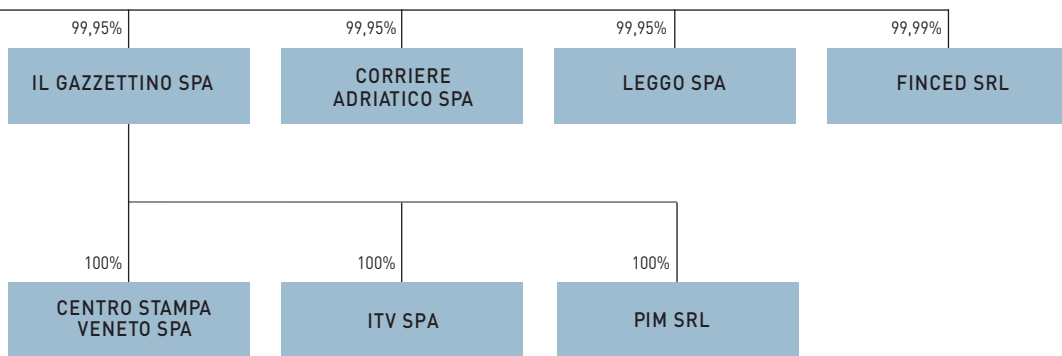 99,95%
99,95%
99,95%
99,99%
IL GAZZETTINO SPA
CORRIERE
ADRIATICO SPA
LEGGO SPA
FINCED SRL
100%
100%
100%
CENTRO STAMPA
VENETO SPA
ITV SPA
PIM SRL